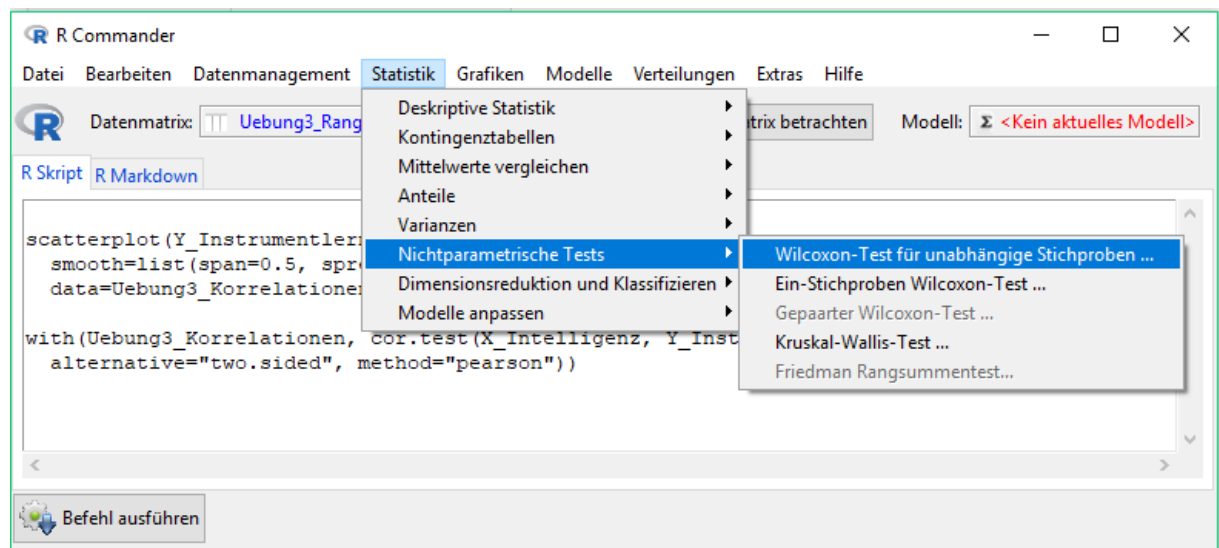 R Commander
Datei Bearbeiten Datenmanagement Statistik Grafiken Modelle Verteilungen Extras Hilfe
Datenmatrix: Uebung3_Rang
trix betrachten
Modell: Σ <Kein aktuelles Modell>
R Skript R Markdown
Deskriptive Statistik
Kontingenztabellen
Mittelwerte vergleichen
Anteile
Varianzen
Nichtparametrische Tests
Dimensionsreduktion und Klassifizieren
Modelle anpassen
Wilcoxon-Test für unabhängige Stichproben ...
Ein-Stichproben Wilcoxon-Test ...
Gepaarter Wilcoxon-Test ...
Kruskal-Wallis-Test ...
Friedman Rangsummentest...
scatterplot(Y_Instrumentler
smooth=list(span=0.5, spr
data=Uebung3_Korrelatione
with(Uebung3_Korrelationen, cor.test(X_Intelligenz, Y_Inst
alternative="two.sided", method="pearson"))
Befehl ausführen